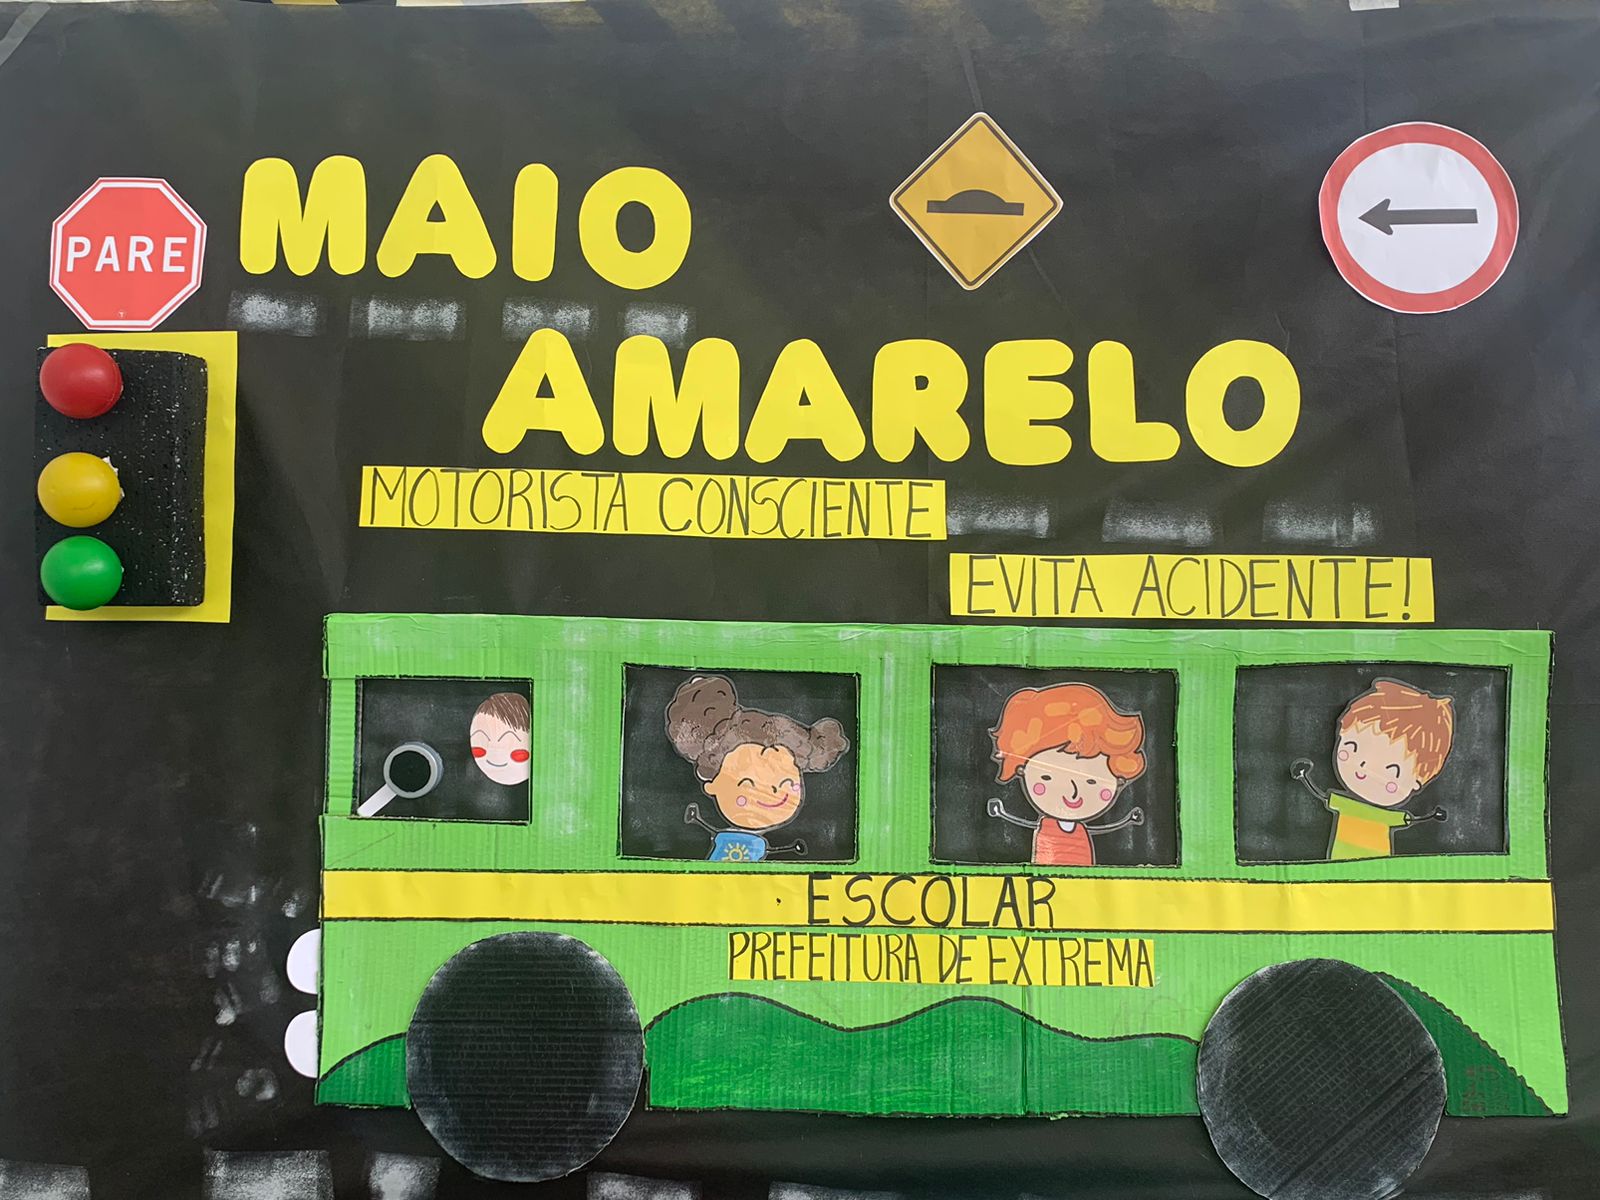 PARE
MAIO
AMARELO
MOTORISTA CONSCIENTE
EVITA ACIDENTE!
ESCOLAR
PREFEITURA DE EXTREMA